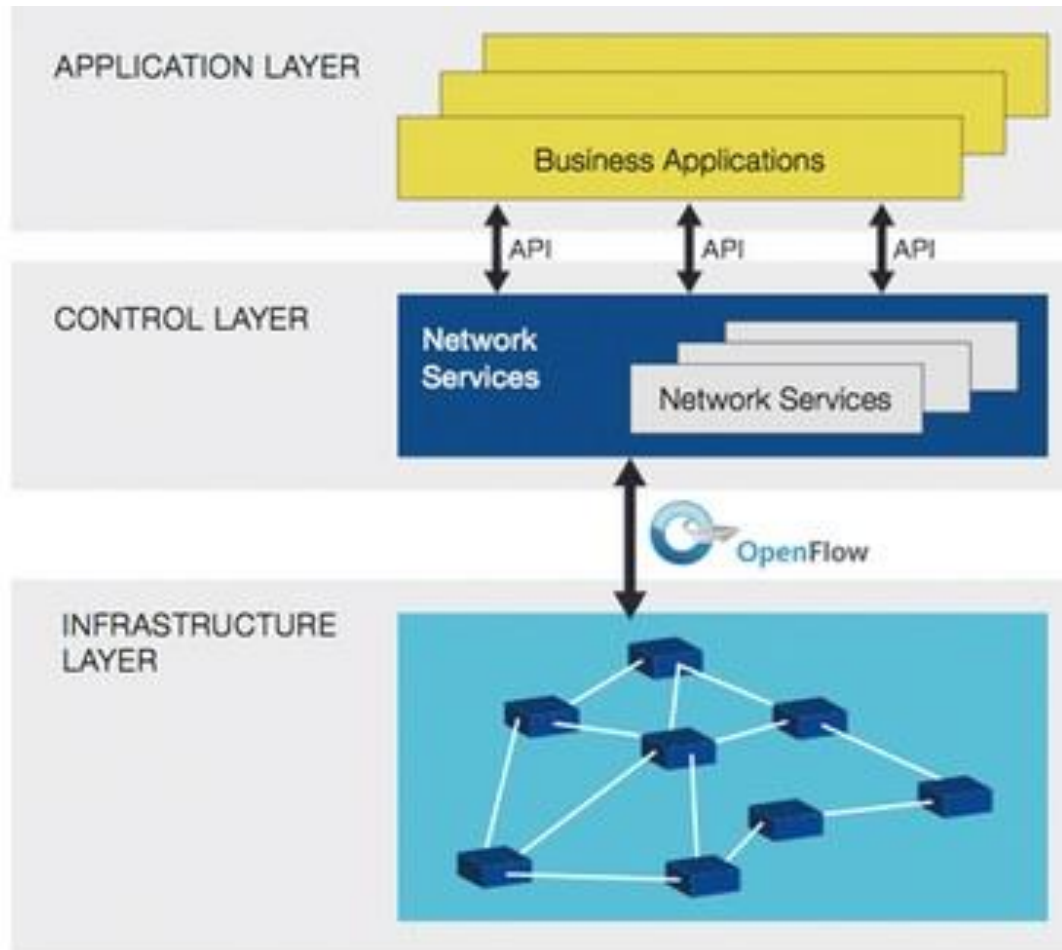 APPLICATION LAYER
Business Applications
API
API
API
CONTROL LAYER
Network
Services
Network Services
OpenFlow
INFRASTRUCTURE
LAYER